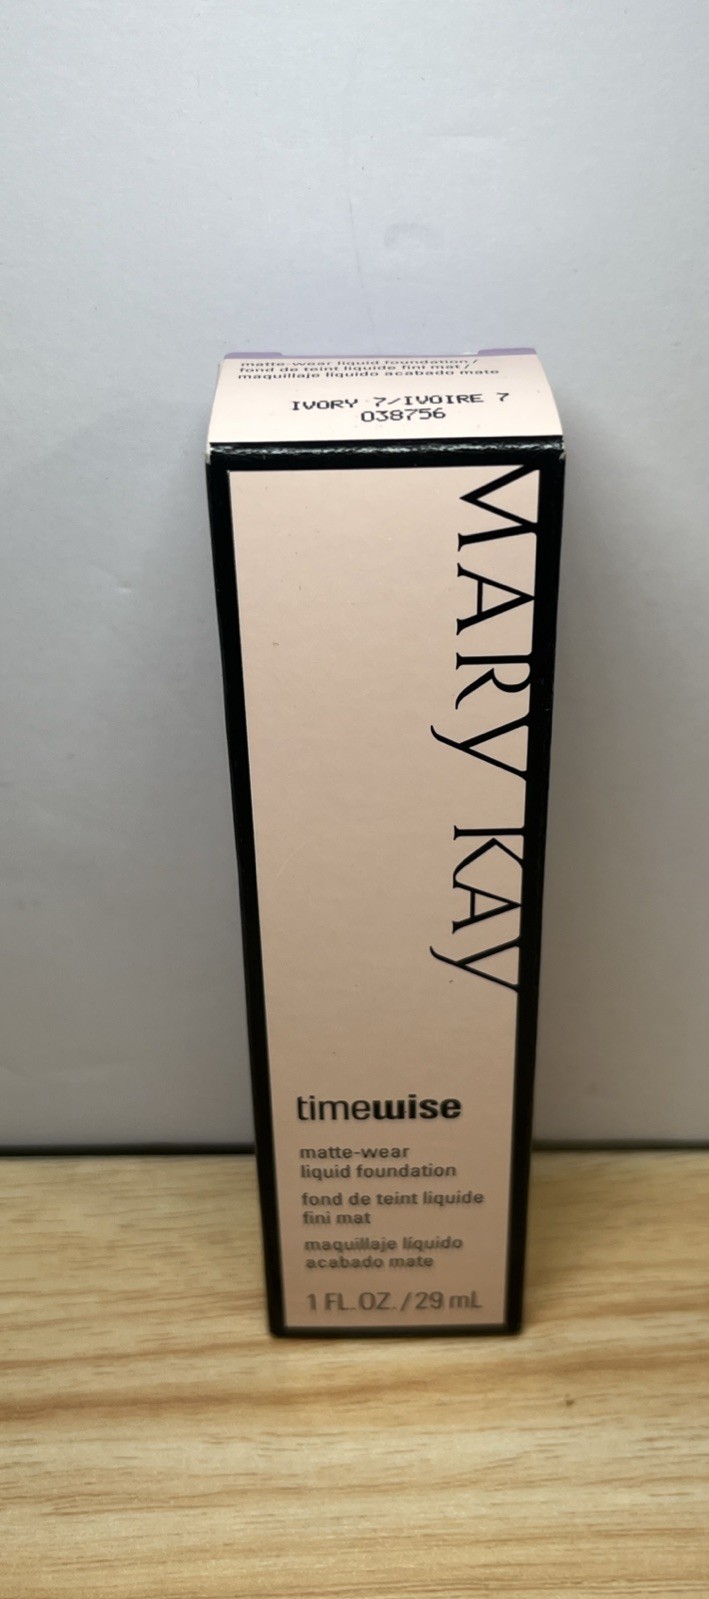 matte-wear liquid foundation/
fond de teint liquide fini mat/
maquillaje líquido acabado mate
IVORY 7/IVOIRE 7
038756
MARY KAY
timewise
matte-wear
liquid foundation
fond de teint liquide
fini mat
maquillaje líquido
acabado mate
1 FL.OZ./29 mL